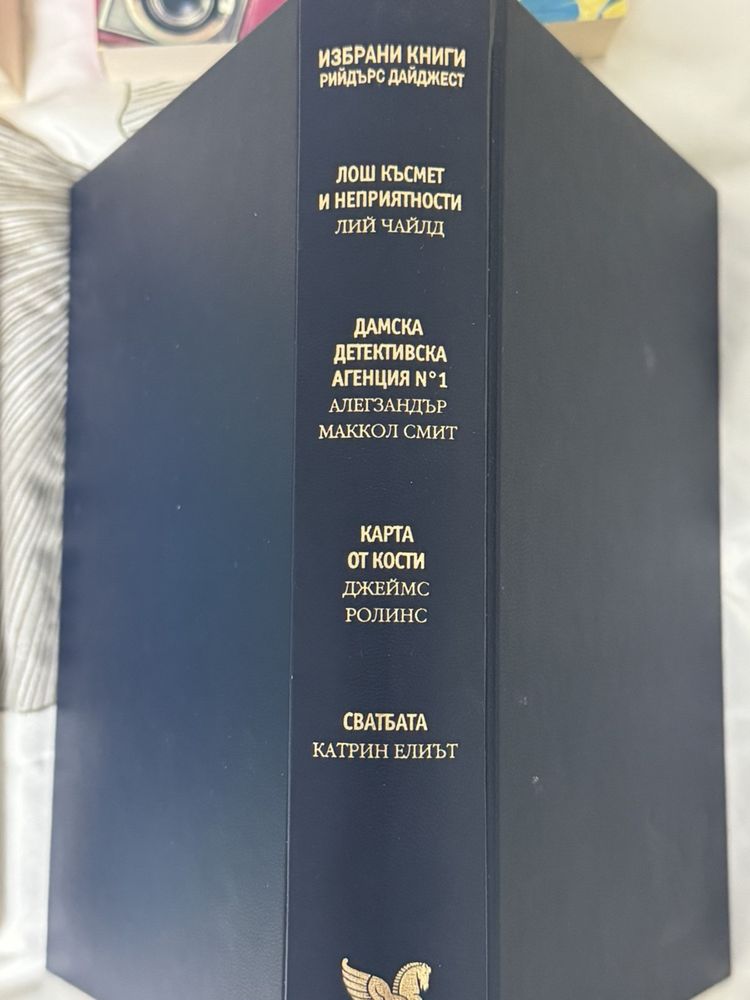 ИЗБРАНИ КНИГИ
РИЙДЪРС ДАЙДЖЕСТ
ЛОШ КЪСМЕТ
И НЕПРИЯТНОСТИ
ЛИЙ ЧАЙЛД
ДАМСКА
ДЕТЕКТИВСКА
АГЕНЦИЯ N°1
АЛЕГЗАНДЪР
МАККОЛ СМИТ
КАРТА
ОТ КОСТИ
ДЖЕЙМС
РОЛИНС
СВАТБАТА
КАТРИН ЕЛИЪТ